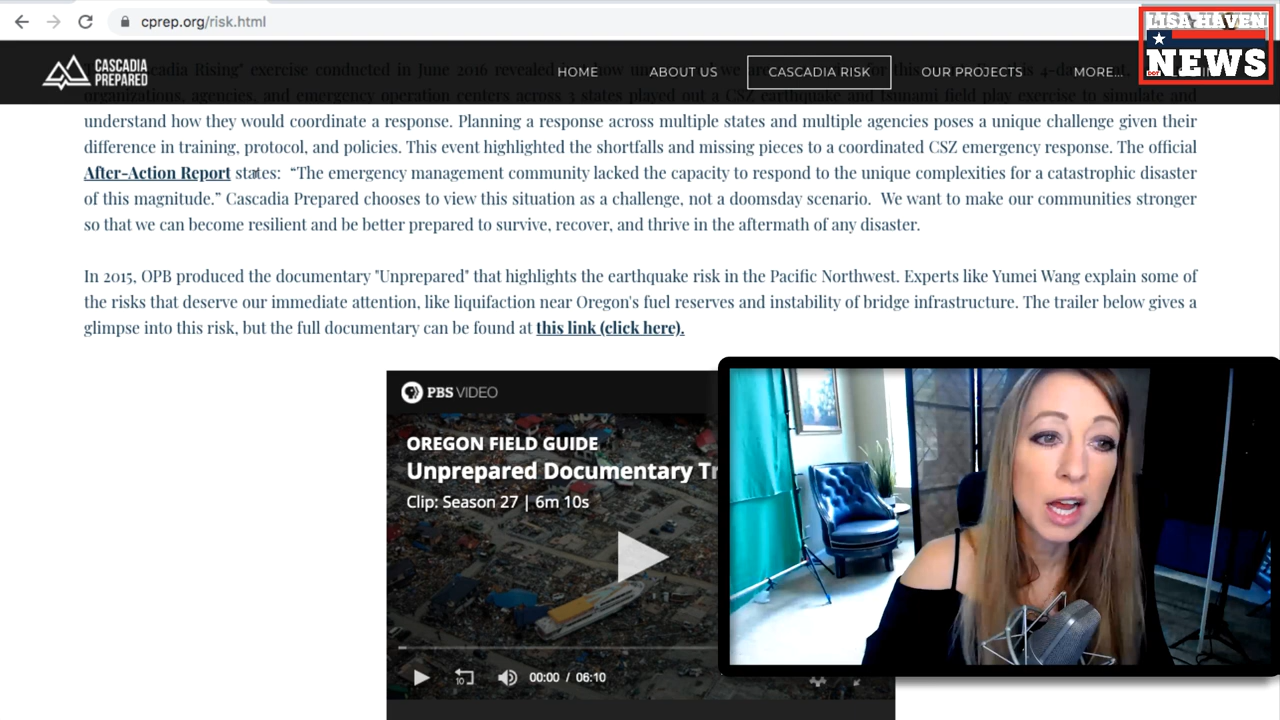 cprep.org/risk.html
LISA HAVEN
NEWS
CASCADIA
PREPARED
HOME
ABOUT US
CASCADIA RISK
OUR PROJECTS
MORE...
Cascadia Rising" exercise conducted in June 2016 revealed
organizations, agencies, and emergency operation centers across 3 states played out a CSZ earthquake and Tsunami field play exercise to simulate and
understand how they would coordinate a response. Planning a response across multiple states and multiple agencies poses a unique challenge given their
difference in training, protocol, and policies. This event highlighted the shortfalls and missing pieces to a coordinated CSZ emergency response. The official
After-Action Report states: “The emergency management community lacked the capacity to respond to the unique complexities for a catastrophic disaster
of this magnitude.” Cascadia Prepared chooses to view this situation as a challenge, not a doomsday scenario. We want to make our communities stronger
so that we can become resilient and be better prepared to survive, recover, and thrive in the aftermath of any disaster.
In 2015, OPB produced the documentary "Unprepared" that highlights the earthquake risk in the Pacific Northwest. Experts like Yumei Wang explain some of
the risks that deserve our immediate attention, like liquifaction near Oregon's fuel reserves and instability of bridge infrastructure. The trailer below gives a
glimpse into this risk, but the full documentary can be found at this link (click here).
PBS VIDEO
OREGON FIELD GUIDE
Unprepared Documentary T
Clip: Season 27 | 6m 10s
10
00:00 / 06:10